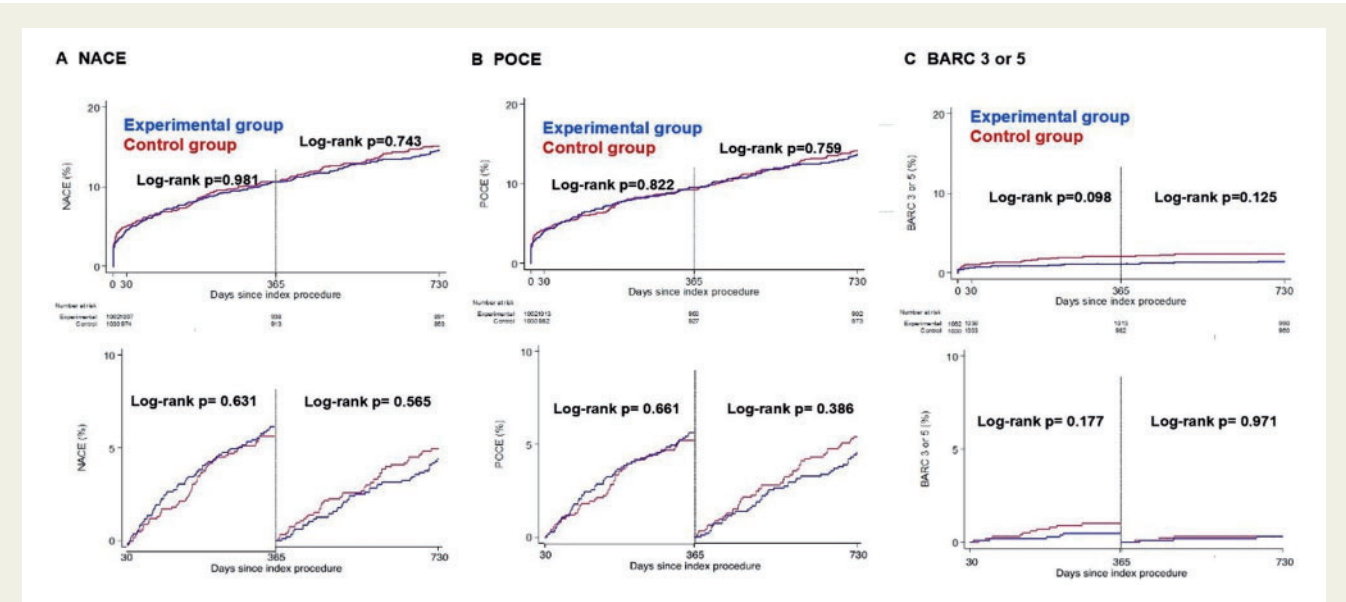 A NACE
B POCE
C BARC 3 or 5
20
Experimental group
Control group
Log-rank p=0.743
Log-rank p=0.981
NACE (%)
10
0
0 30
365
730
Days since index procedure
Number at risk
Experimental
Control
20
Experimental group
Control group
Log-rank p=0.759
Log-rank p=0.822
POCE (%)
10
0
0 30
365
730
Days since index procedure
Number at risk
Experimental
Control
20
Experimental group
Control group
Log-rank p=0.098
Log-rank p=0.125
BARC 3 or 5 (%)
10
0
0 30
365
730
Days since index procedure
Number at risk
Experimental
Control
10
Log-rank p= 0.631
Log-rank p= 0.565
NACE (%)
5
0
30
365
730
Days since index procedure
10
Log-rank p= 0.661
Log-rank p= 0.386
POCE (%)
5
0
30
365
730
Days since index procedure
10
Log-rank p= 0.177
Log-rank p= 0.971
BARC 3 or 5 (%)
5
0
30
365
730
Days since index procedure